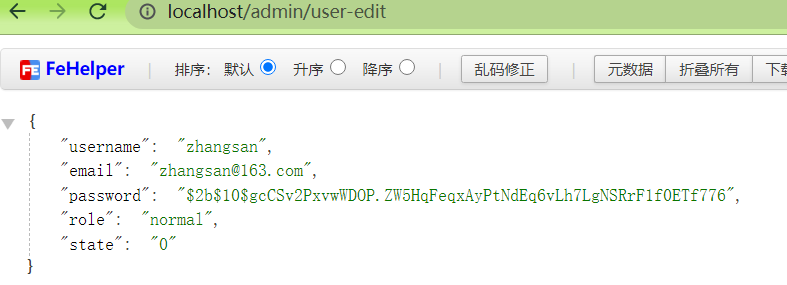 localhost/admin/user-edit
FE FeHelper | 排序： 默认 升序 降序 | 乱码修正 | 元数据 折叠所有
{
"username": "zhangsan",
"email": "zhangsan@163.com",
"password": "$2b$10$gcCSv2PxvwWDOP.ZW5HqFeqxAyPtNdEq6vLh7LgNSRrF1f0ETf776",
"role": "normal",
"state": "0"
}